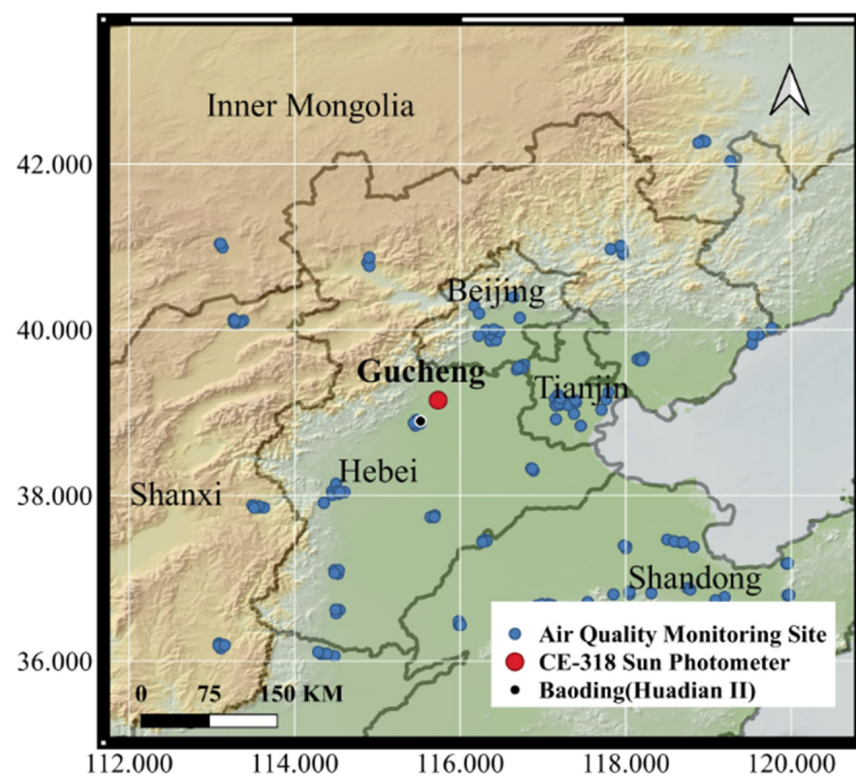 Inner Mongolia
42.000
Beijing
40.000
Gucheng
Tianjin
Hebei
38.000
Shanxi
Shandong
Air Quality Monitoring Site
36.000
CE-318 Sun Photometer
0 75 150 KM
Baoding(Huadian II)
112.000 114.000 116.000 118.000 120.000